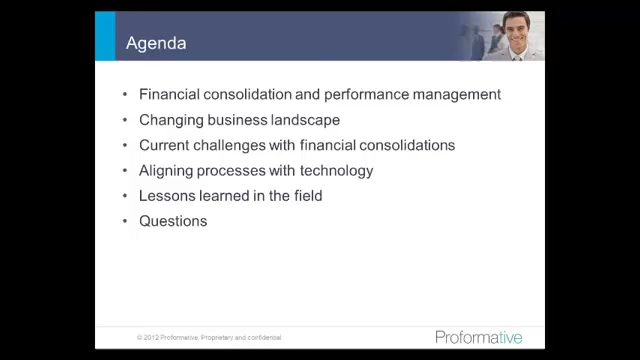 Agenda
• Financial consolidation and performance management
• Changing business landscape
• Current challenges with financial consolidations
• Aligning processes with technology
• Lessons learned in the field
• Questions
© 2012 Proformative, Proprietary and confidential
Proformative